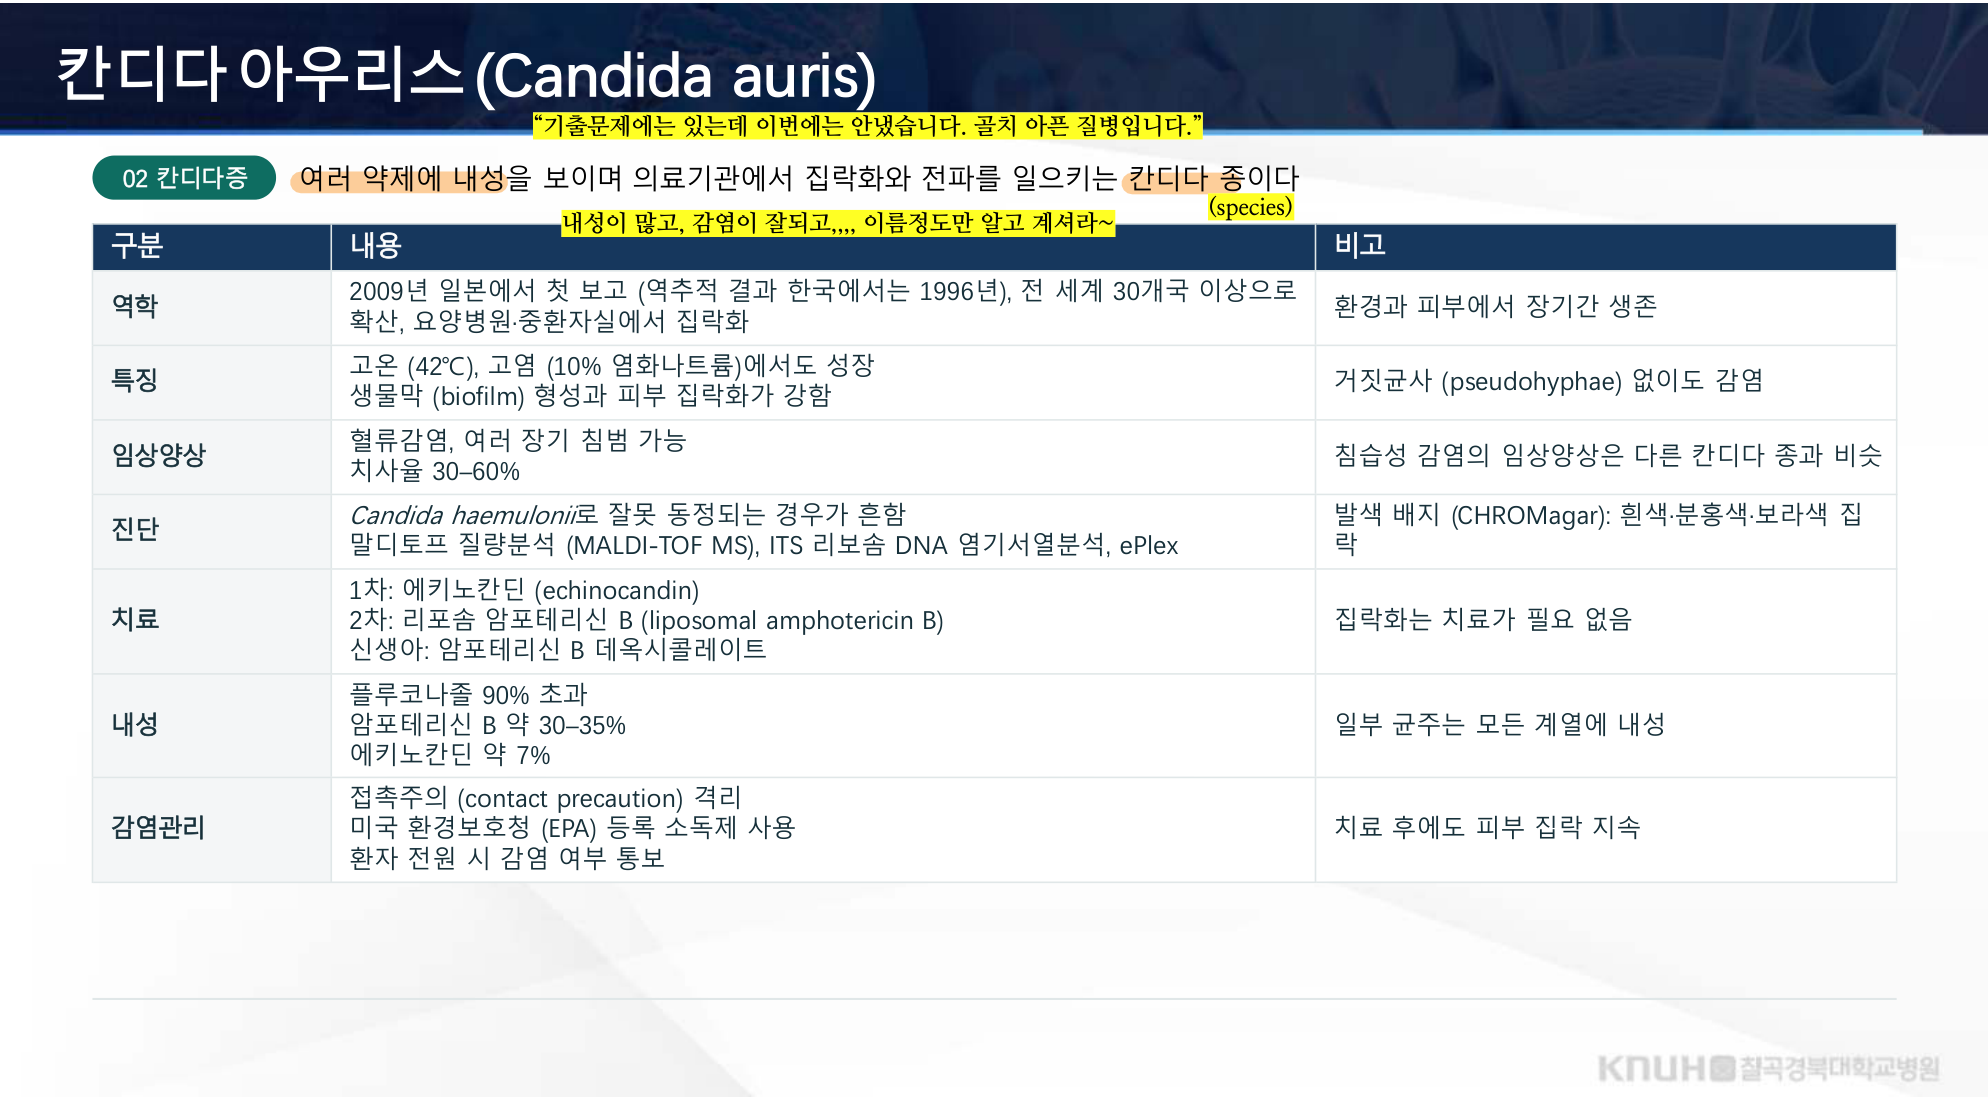 칸디다 아우리스 (Candida auris)
“기출문제에는 있는데 이번에는 안냈습니다. 골치 아픈 질병입니다.”
02 칸디다증
여러 약제에 내성을 보이며 의료기관에서 집락화와 전파를 일으키는 칸디다 종이다
(species)
내성이 많고, 감염이 잘되고,,,, 이름정도만 알고 계셔라~
구분
내용
비고
역학
2009년 일본에서 첫 보고 (역추적 결과 한국에서는 1996년), 전 세계 30개국 이상으로
확산, 요양병원·중환자실에서 집락화
환경과 피부에서 장기간 생존
특징
고온 (42℃), 고염 (10% 염화나트륨)에서도 성장
생물막 (biofilm) 형성과 피부 집락화가 강함
거짓균사 (pseudohyphae) 없이도 감염
임상양상
혈류감염, 여러 장기 침범 가능
치사율 30–60%
침습성 감염의 임상양상은 다른 칸디다 종과 비슷
진단
Candida haemulonii로 잘못 동정되는 경우가 흔함
말디토프 질량분석 (MALDI-TOF MS), ITS 리보솜 DNA 염기서열분석, ePlex
발색 배지 (CHROMagar): 흰색·분홍색·보라색 집
락
치료
1차: 에키노칸딘 (echinocandin)
2차: 리포솜 암포테리신 B (liposomal amphotericin B)
신생아: 암포테리신 B 데옥시콜레이트
집락화는 치료가 필요 없음
내성
플루코나졸 90% 초과
암포테리신 B 약 30–35%
에키노칸딘 약 7%
일부 균주는 모든 계열에 내성
감염관리
접촉주의 (contact precaution) 격리
미국 환경보호청 (EPA) 등록 소독제 사용
환자 전원 시 감염 여부 통보
치료 후에도 피부 집락 지속
KNUH 칠곡경북대학교병원